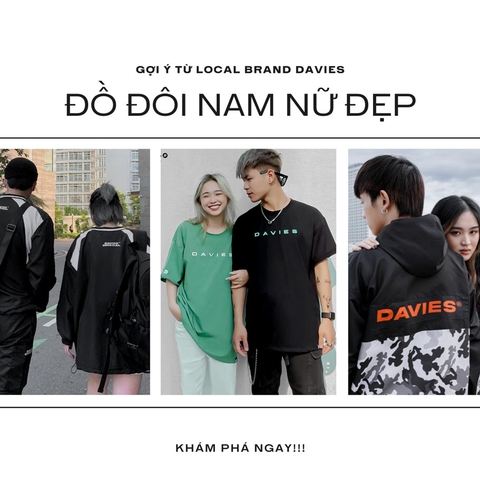 GỢI Ý TỪ LOCAL BRAND DAVIES
ĐỒ ĐÔI NAM NỮ ĐẸP
DAVIES
DAVIES
DAVIES
KHÁM PHÁ NGAY!!!